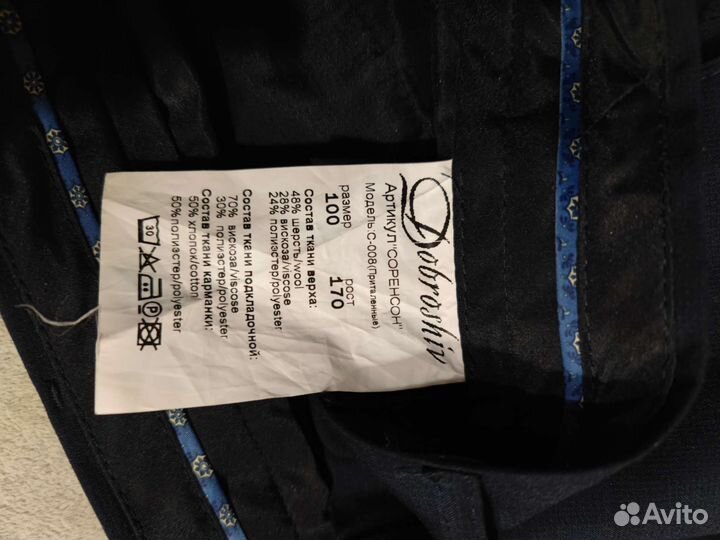 Dobroshiv
Артикул "СОРЕНСОН"
Модель: С-008 (Приталенные)
размер рост
100 170
Состав ткани верха:
48% шерсть/wool
28% вискоза/viscose
24% полиэстер/polyester
Состав ткани подкладочной:
70% вискоза/viscose
30% полиэстер/polyester
Состав ткани карманки:
50% хлопок/cotton
50% полиэстер/polyester
30 P
Avito